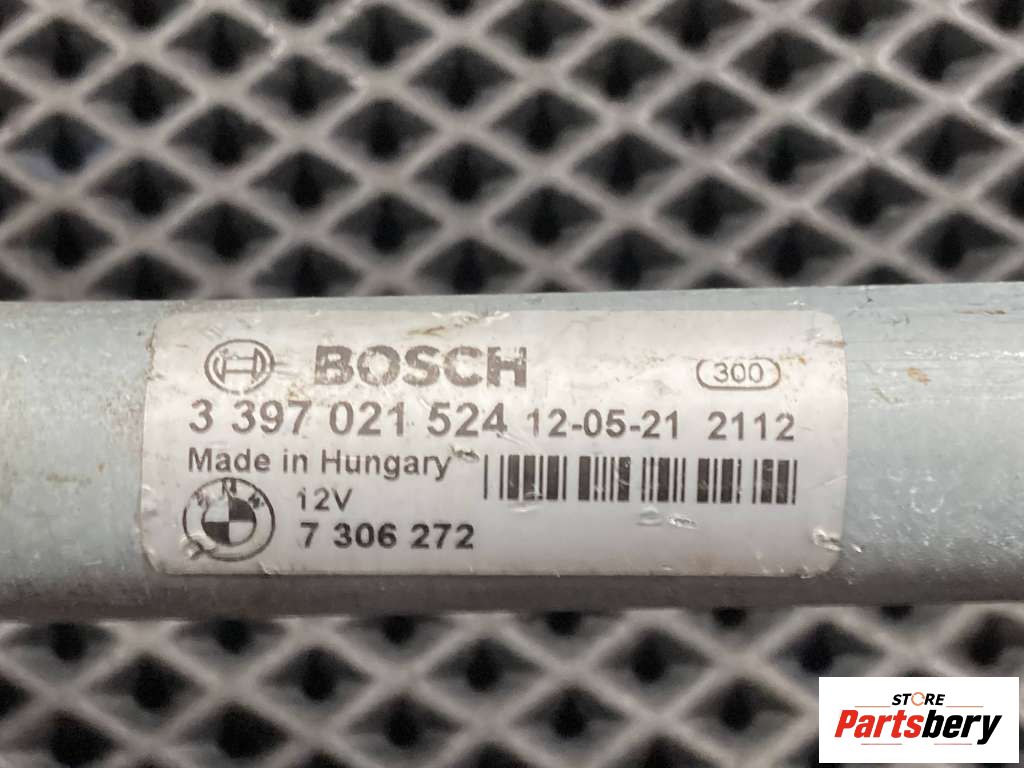 BOSCH 300
3 397 021 524 12-05-21 2112
Made in Hungary
BMW
12V
7 306 272
STORE
Partsbery